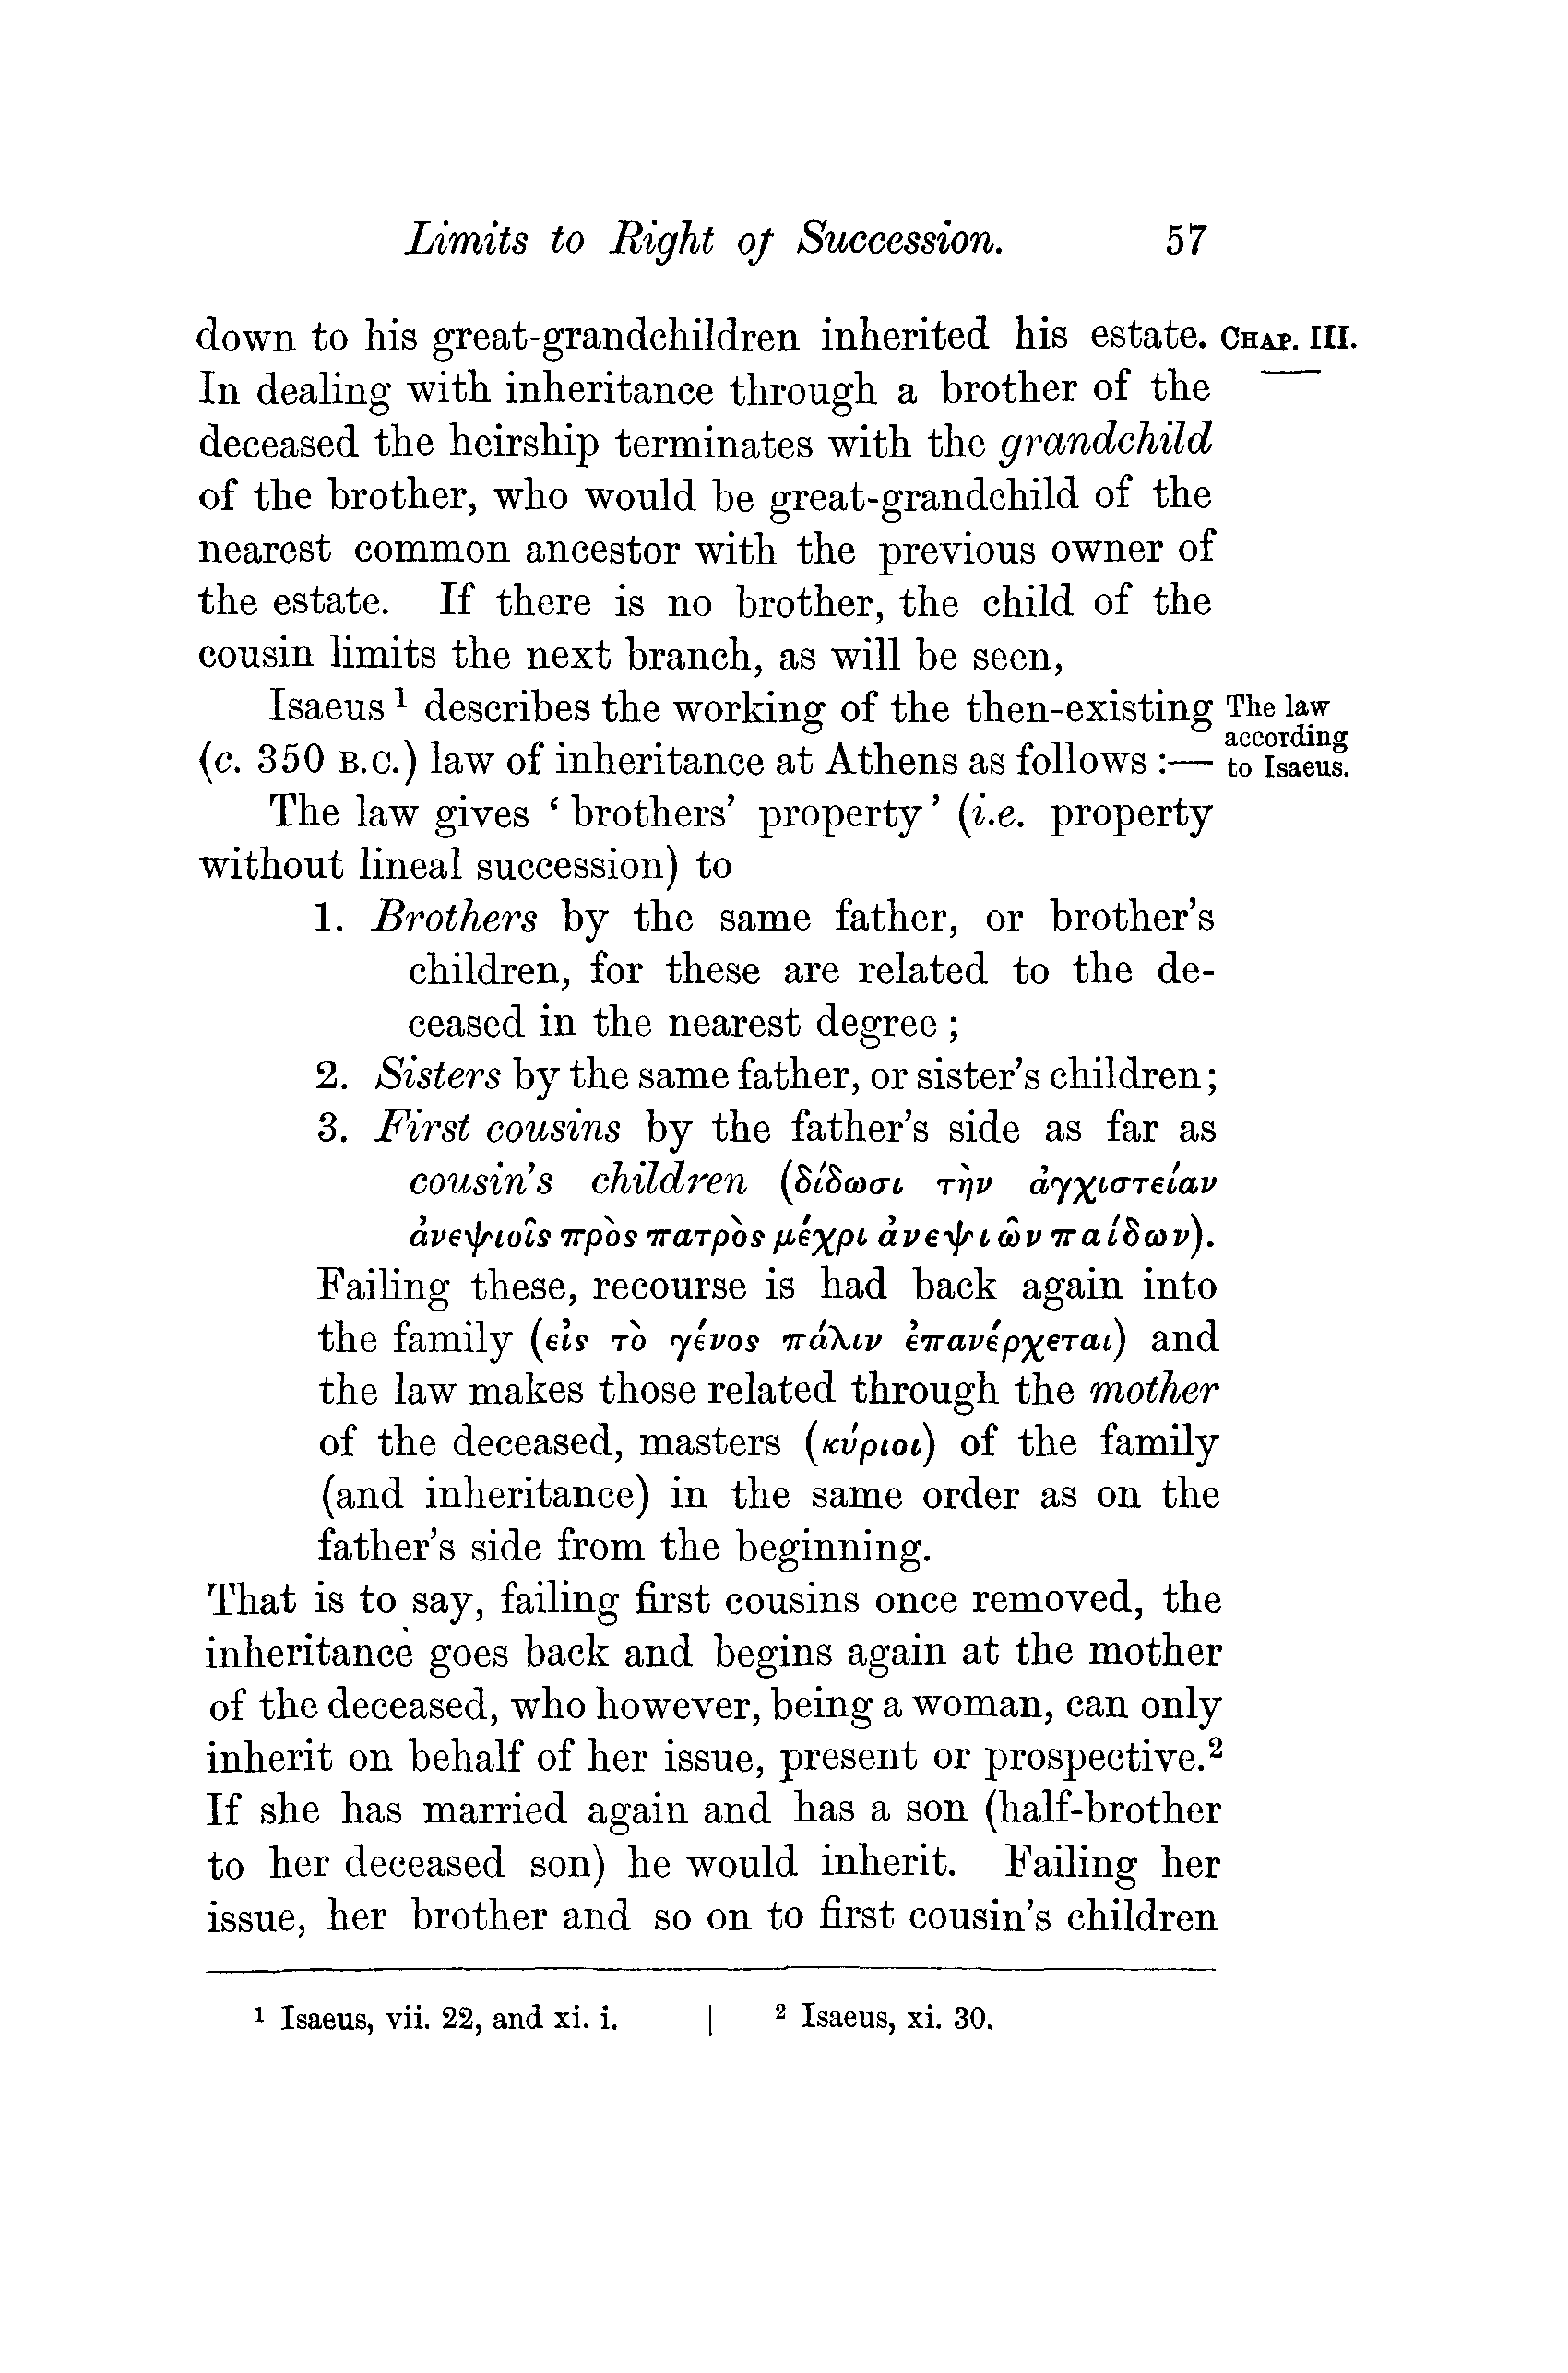 Limits to Right of Succession. 57
down to his great-grandchildren inherited his estate. CHAP. III.
In dealing with inheritance through a brother of the
deceased the heirship terminates with the grandchild
of the brother, who would be great-grandchild of the
nearest common ancestor with the previous owner of
the estate. If there is no brother, the child of the
cousin limits the next branch, as will be seen,
Isaeus ¹ describes the working of the then-existing
(c. 350 B.C.) law of inheritance at Athens as follows :—
The law
according
to Isaeus.
The law gives ‘ brothers’ property ’ (i.e. property
without lineal succession) to
1. Brothers by the same father, or brother’s
children, for these are related to the de-
ceased in the nearest degree ;
2. Sisters by the same father, or sister’s children ;
3. First cousins by the father’s side as far as
cousin’s children (δίδωσι τὴν ἀγχιστείαν
ἀνεψιοῖς πρὸς πατρὸς μέχρι ἀνεψιῶν παίδων).
Failing these, recourse is had back again into
the family (εἰς τὸ γένος πάλιν ἐπανέρχεται) and
the law makes those related through the mother
of the deceased, masters (κύριοι) of the family
(and inheritance) in the same order as on the
father’s side from the beginning.
That is to say, failing first cousins once removed, the
inheritance goes back and begins again at the mother
of the deceased, who however, being a woman, can only
inherit on behalf of her issue, present or prospective.²
If she has married again and has a son (half-brother
to her deceased son) he would inherit. Failing her
issue, her brother and so on to first cousin’s children
¹ Isaeus, vii. 22, and xi. i. | ² Isaeus, xi. 30.